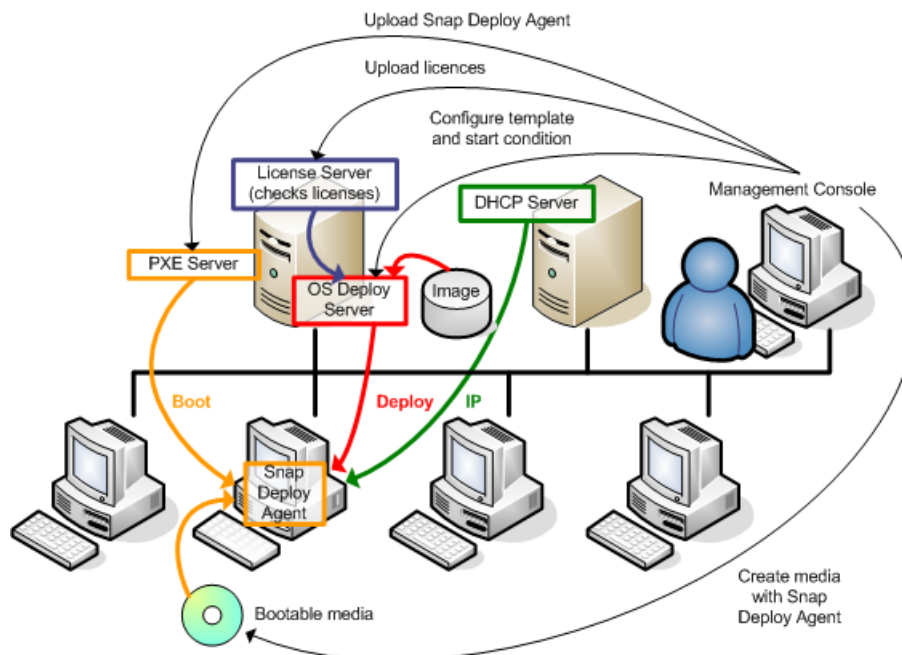 Upload Snap Deploy Agent
Upload licences
Configure template
and start condition
License Server
(checks licenses)
DHCP Server
Management Console
PXE Server
OS Deploy
Server
Image
Boot
Deploy
IP
Snap
Deploy
Agent
Bootable media
Create media
with Snap
Deploy Agent